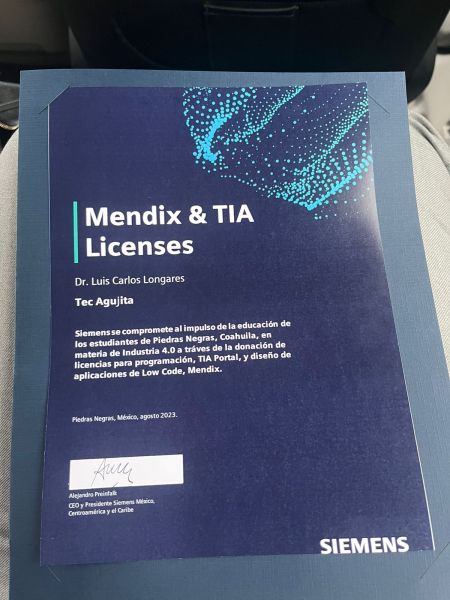 Mendix & TIA
Licenses
Dr. Luis Carlos Longares
Tec Agujita
Siemens se compromete al impulso de la educación de
los estudiantes de Piedras Negras, Coahuila, en
materia de Industria 4.0 a tráves de la donación de
licencias para programación, TIA Portal, y diseño de
aplicaciones de Low Code, Mendix.
Piedras Negras, México, agosto 2023.
Alejandro Preinfalk
CEO y Presidente Siemens México,
Centroamérica y el Caribe
SIEMENS